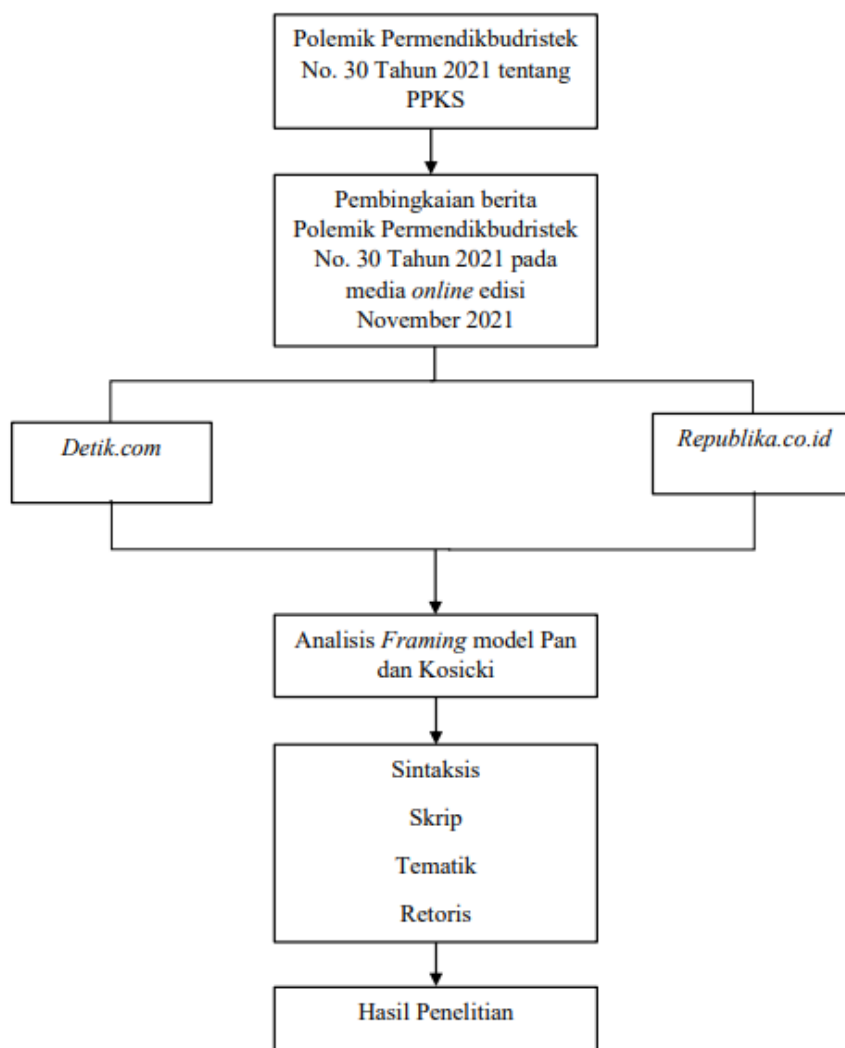 Polemik Permendikbudristek
No. 30 Tahun 2021 tentang
PPKS
Pembingkaian berita
Polemik Permendikbudristek
No. 30 Tahun 2021 pada
media online edisi
November 2021
Detik.com
Republika.co.id
Analisis Framing model Pan
dan Kosicki
Sintaksis
Skrip
Tematik
Retoris
Hasil Penelitian